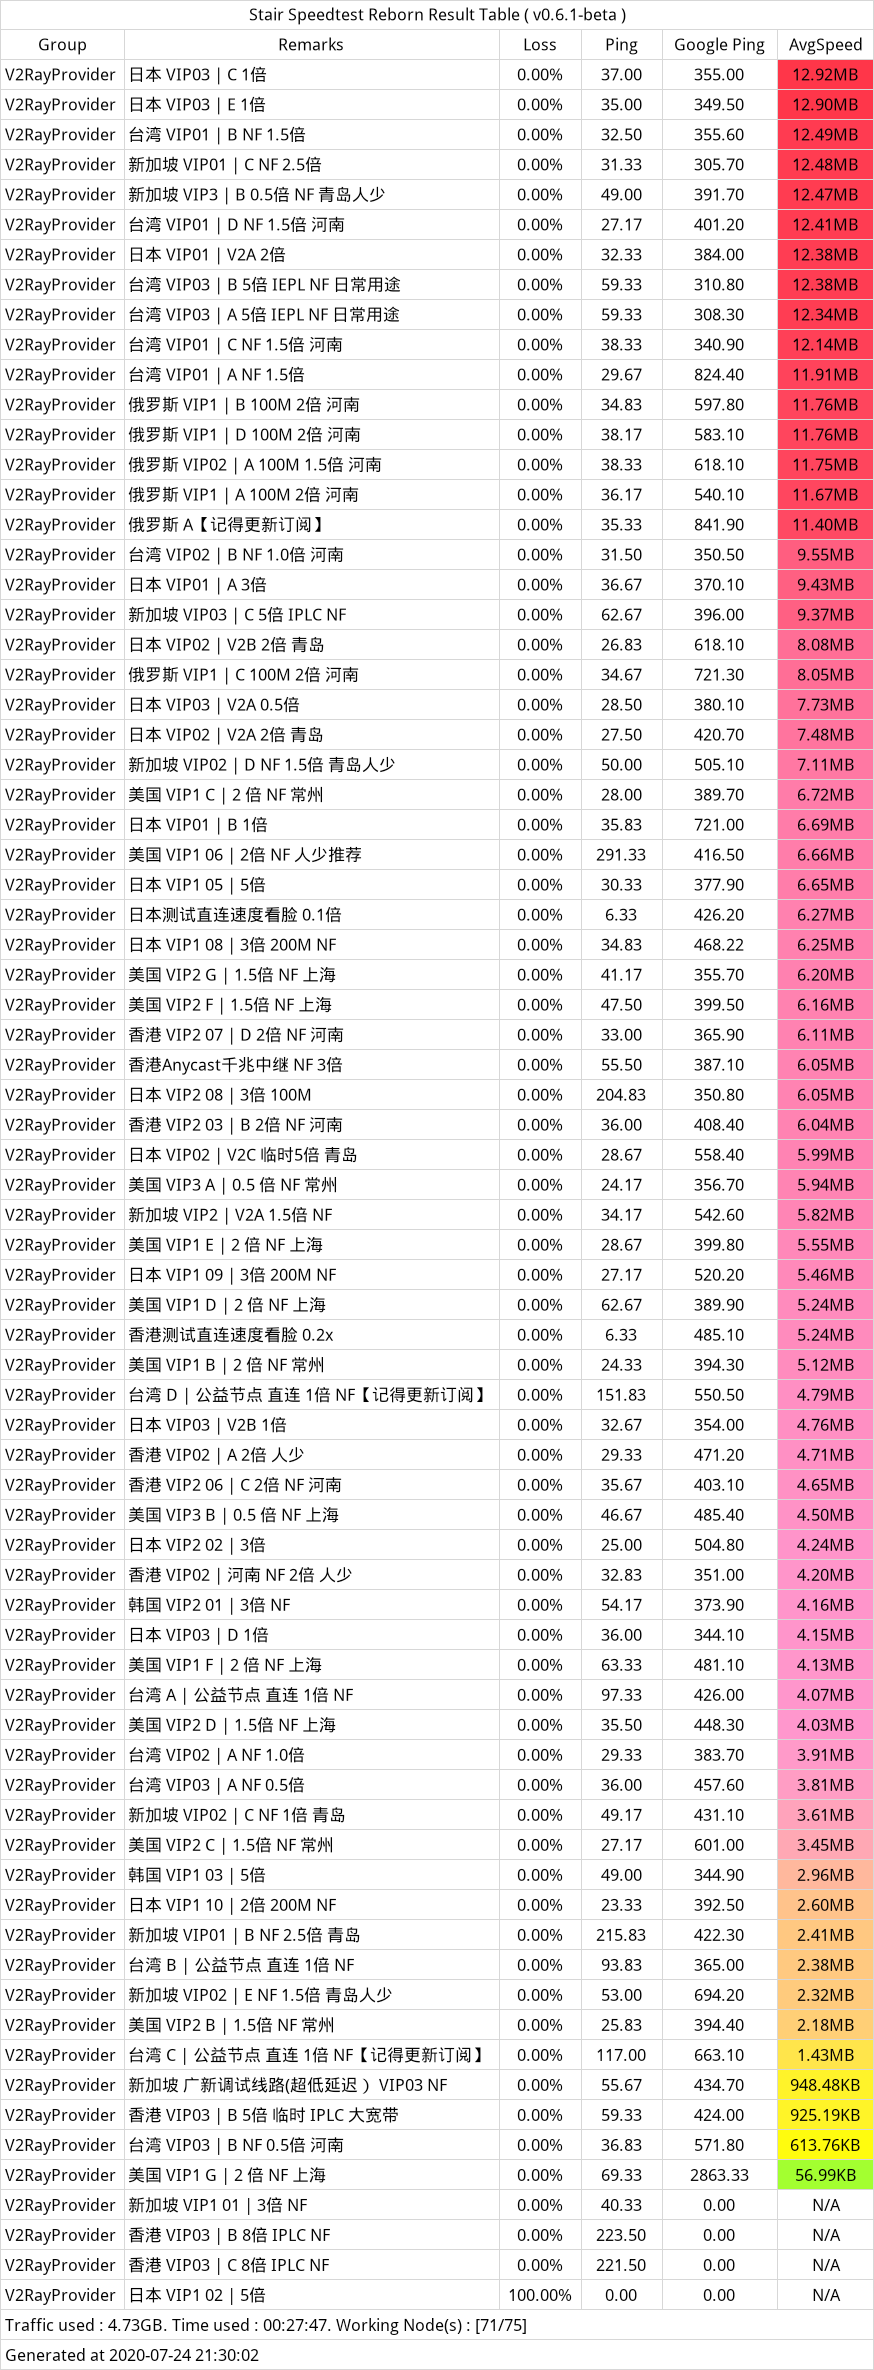 Stair Speedtest Reborn Result Table ( v0.6.1-beta )
Group Remarks Loss Ping Google Ping AvgSpeed
V2RayProvider 日本 VIP03 | C 1倍 0.00% 37.00 355.00 12.92MB
V2RayProvider 日本 VIP03 | E 1倍 0.00% 35.00 349.50 12.90MB
V2RayProvider 台湾 VIP01 | B NF 1.5倍 0.00% 32.50 355.60 12.49MB
V2RayProvider 新加坡 VIP01 | C NF 2.5倍 0.00% 31.33 305.70 12.48MB
V2RayProvider 新加坡 VIP3 | B 0.5倍 NF 青岛人少 0.00% 49.00 391.70 12.47MB
V2RayProvider 台湾 VIP01 | D NF 1.5倍 河南 0.00% 27.17 401.20 12.41MB
V2RayProvider 日本 VIP01 | V2A 2倍 0.00% 32.33 384.00 12.38MB
V2RayProvider 台湾 VIP03 | B 5倍 IEPL NF 日常用途 0.00% 59.33 310.80 12.38MB
V2RayProvider 台湾 VIP03 | A 5倍 IEPL NF 日常用途 0.00% 59.33 308.30 12.34MB
V2RayProvider 台湾 VIP01 | C NF 1.5倍 河南 0.00% 38.33 340.90 12.14MB
V2RayProvider 台湾 VIP01 | A NF 1.5倍 0.00% 29.67 824.40 11.91MB
V2RayProvider 俄罗斯 VIP1 | B 100M 2倍 河南 0.00% 34.83 597.80 11.76MB
V2RayProvider 俄罗斯 VIP1 | D 100M 2倍 河南 0.00% 38.17 583.10 11.76MB
V2RayProvider 俄罗斯 VIP02 | A 100M 1.5倍 河南 0.00% 38.33 618.10 11.75MB
V2RayProvider 俄罗斯 VIP1 | A 100M 2倍 河南 0.00% 36.17 540.10 11.67MB
V2RayProvider 俄罗斯 A【记得更新订阅】 0.00% 35.33 841.90 11.40MB
V2RayProvider 台湾 VIP02 | B NF 1.0倍 河南 0.00% 31.50 350.50 9.55MB
V2RayProvider 日本 VIP01 | A 3倍 0.00% 36.67 370.10 9.43MB
V2RayProvider 新加坡 VIP03 | C 5倍 IPLC NF 0.00% 62.67 396.00 9.37MB
V2RayProvider 日本 VIP02 | V2B 2倍 青岛 0.00% 26.83 618.10 8.08MB
V2RayProvider 俄罗斯 VIP1 | C 100M 2倍 河南 0.00% 34.67 721.30 8.05MB
V2RayProvider 日本 VIP03 | V2A 0.5倍 0.00% 28.50 380.10 7.73MB
V2RayProvider 日本 VIP02 | V2A 2倍 青岛 0.00% 27.50 420.70 7.48MB
V2RayProvider 新加坡 VIP02 | D NF 1.5倍 青岛人少 0.00% 50.00 505.10 7.11MB
V2RayProvider 美国 VIP1 C | 2 倍 NF 常州 0.00% 28.00 389.70 6.72MB
V2RayProvider 日本 VIP01 | B 1倍 0.00% 35.83 721.00 6.69MB
V2RayProvider 美国 VIP1 06 | 2倍 NF 人少推荐 0.00% 291.33 416.50 6.66MB
V2RayProvider 日本 VIP1 05 | 5倍 0.00% 30.33 377.90 6.65MB
V2RayProvider 日本测试直连速度看脸 0.1倍 0.00% 6.33 426.20 6.27MB
V2RayProvider 日本 VIP1 08 | 3倍 200M NF 0.00% 34.83 468.22 6.25MB
V2RayProvider 美国 VIP2 G | 1.5倍 NF 上海 0.00% 41.17 355.70 6.20MB
V2RayProvider 美国 VIP2 F | 1.5倍 NF 上海 0.00% 47.50 399.50 6.16MB
V2RayProvider 香港 VIP2 07 | D 2倍 NF 河南 0.00% 33.00 365.90 6.11MB
V2RayProvider 香港Anycast千兆中继 NF 3倍 0.00% 55.50 387.10 6.05MB
V2RayProvider 日本 VIP2 08 | 3倍 100M 0.00% 204.83 350.80 6.05MB
V2RayProvider 香港 VIP2 03 | B 2倍 NF 河南 0.00% 36.00 408.40 6.04MB
V2RayProvider 日本 VIP02 | V2C 临时5倍 青岛 0.00% 28.67 558.40 5.99MB
V2RayProvider 美国 VIP3 A | 0.5 倍 NF 常州 0.00% 24.17 356.70 5.94MB
V2RayProvider 新加坡 VIP2 | V2A 1.5倍 NF 0.00% 34.17 542.60 5.82MB
V2RayProvider 美国 VIP1 E | 2 倍 NF 上海 0.00% 28.67 399.80 5.55MB
V2RayProvider 日本 VIP1 09 | 3倍 200M NF 0.00% 27.17 520.20 5.46MB
V2RayProvider 美国 VIP1 D | 2 倍 NF 上海 0.00% 62.67 389.90 5.24MB
V2RayProvider 香港测试直连速度看脸 0.2x 0.00% 6.33 485.10 5.24MB
V2RayProvider 美国 VIP1 B | 2 倍 NF 常州 0.00% 24.33 394.30 5.12MB
V2RayProvider 台湾 D | 公益节点 直连 1倍 NF【记得更新订阅】 0.00% 151.83 550.50 4.79MB
V2RayProvider 日本 VIP03 | V2B 1倍 0.00% 32.67 354.00 4.76MB
V2RayProvider 香港 VIP02 | A 2倍 人少 0.00% 29.33 471.20 4.71MB
V2RayProvider 香港 VIP2 06 | C 2倍 NF 河南 0.00% 35.67 403.10 4.65MB
V2RayProvider 美国 VIP3 B | 0.5 倍 NF 上海 0.00% 46.67 485.40 4.50MB
V2RayProvider 日本 VIP2 02 | 3倍 0.00% 25.00 504.80 4.24MB
V2RayProvider 香港 VIP02 | 河南 NF 2倍 人少 0.00% 32.83 351.00 4.20MB
V2RayProvider 韩国 VIP2 01 | 3倍 NF 0.00% 54.17 373.90 4.16MB
V2RayProvider 日本 VIP03 | D 1倍 0.00% 36.00 344.10 4.15MB
V2RayProvider 美国 VIP1 F | 2 倍 NF 上海 0.00% 63.33 481.10 4.13MB
V2RayProvider 台湾 A | 公益节点 直连 1倍 NF 0.00% 97.33 426.00 4.07MB
V2RayProvider 美国 VIP2 D | 1.5倍 NF 上海 0.00% 35.50 448.30 4.03MB
V2RayProvider 台湾 VIP02 | A NF 1.0倍 0.00% 29.33 383.70 3.91MB
V2RayProvider 台湾 VIP03 | A NF 0.5倍 0.00% 36.00 457.60 3.81MB
V2RayProvider 新加坡 VIP02 | C NF 1倍 青岛 0.00% 49.17 431.10 3.61MB
V2RayProvider 美国 VIP2 C | 1.5倍 NF 常州 0.00% 27.17 601.00 3.45MB
V2RayProvider 韩国 VIP1 03 | 5倍 0.00% 49.00 344.90 2.96MB
V2RayProvider 日本 VIP1 10 | 2倍 200M NF 0.00% 23.33 392.50 2.60MB
V2RayProvider 新加坡 VIP01 | B NF 2.5倍 青岛 0.00% 215.83 422.30 2.41MB
V2RayProvider 台湾 B | 公益节点 直连 1倍 NF 0.00% 93.83 365.00 2.38MB
V2RayProvider 新加坡 VIP02 | E NF 1.5倍 青岛人少 0.00% 53.00 694.20 2.32MB
V2RayProvider 美国 VIP2 B | 1.5倍 NF 常州 0.00% 25.83 394.40 2.18MB
V2RayProvider 台湾 C | 公益节点 直连 1倍 NF【记得更新订阅】 0.00% 117.00 663.10 1.43MB
V2RayProvider 新加坡 广新调试线路(超低延迟 ） VIP03 NF 0.00% 55.67 434.70 948.48KB
V2RayProvider 香港 VIP03 | B 5倍 临时 IPLC 大宽带 0.00% 59.33 424.00 925.19KB
V2RayProvider 台湾 VIP03 | B NF 0.5倍 河南 0.00% 36.83 571.80 613.76KB
V2RayProvider 美国 VIP1 G | 2 倍 NF 上海 0.00% 69.33 2863.33 56.99KB
V2RayProvider 新加坡 VIP1 01 | 3倍 NF 0.00% 40.33 0.00 N/A
V2RayProvider 香港 VIP03 | B 8倍 IPLC NF 0.00% 223.50 0.00 N/A
V2RayProvider 香港 VIP03 | C 8倍 IPLC NF 0.00% 221.50 0.00 N/A
V2RayProvider 日本 VIP1 02 | 5倍 100.00% 0.00 0.00 N/A
Traffic used : 4.73GB. Time used : 00:27:47. Working Node(s) : [71/75]
Generated at 2020-07-24 21:30:02